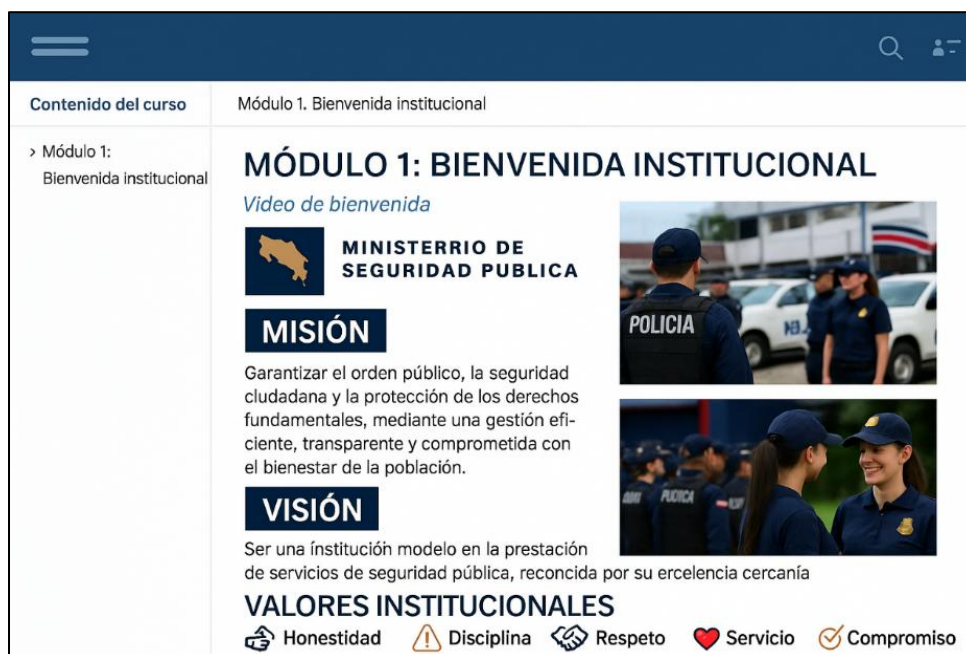 Contenido del curso
Módulo 1. Bienvenida institucional
› Módulo 1:
Bienvenida institucional
MÓDULO 1: BIENVENIDA INSTITUCIONAL
Video de bienvenida
MINISTERRIO DE
SEGURIDAD PUBLICA
POLICIA
MISIÓN
Garantizar el orden público, la seguridad
cludadana y la protección de los derechos
fundamentales, mediante una gestión efi-
ciente, transparente y comprometida con
el bienestar de la población.
PUDICA
VISIÓN
Ser una ínstitución modelo en la prestación
de servicios de seguridad pública, reconcida por su ercelencia cercanía
VALORES INSTITUCIONALES
Honestidad
Disciplina
Respeto
Servicio
Compromiso